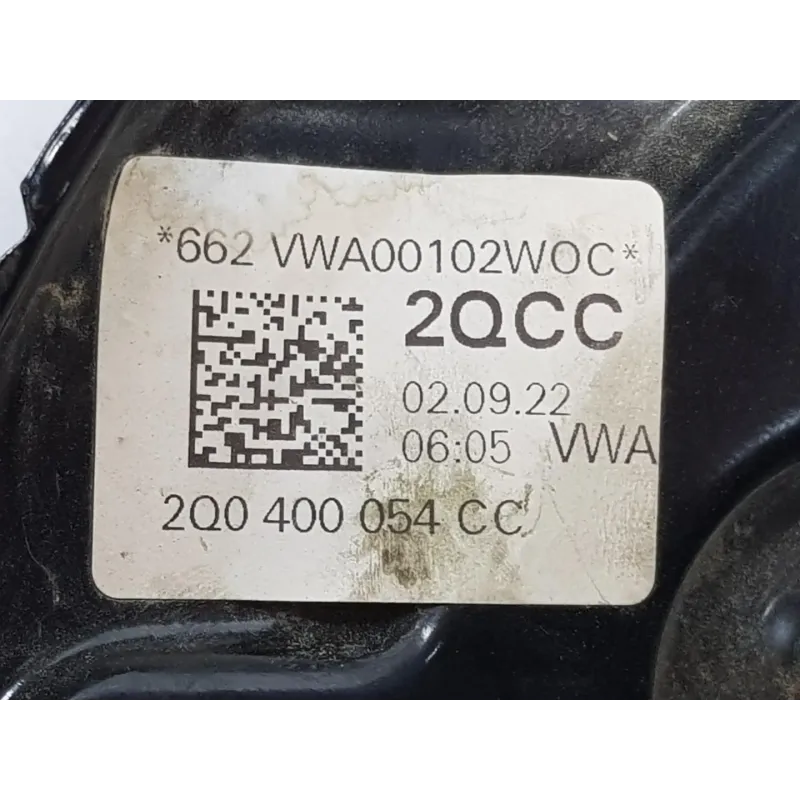 *662 VWA00102WOC*
2QCC
02.09.22
06:05 VWA
2Q0 400 054 CC